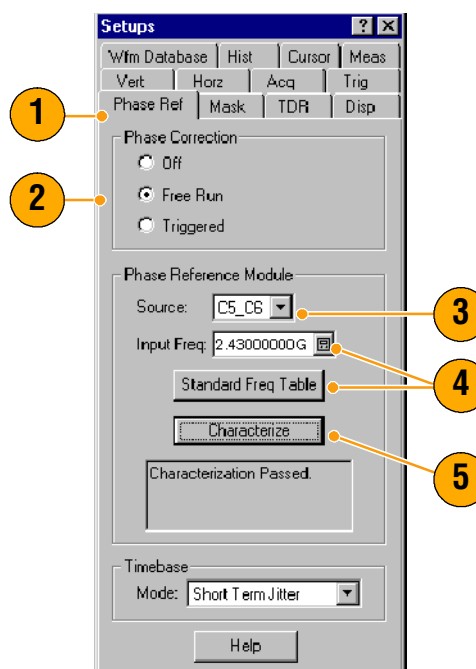 Setups
Wfm Database Hist Cursor Meas
Vert Horz Acq Trig
1
Phase Ref Mask TDR Disp
Phase Correction
Off
2
Free Run
Triggered
Phase Reference Module
Source: C5_C6
3
Input Freq: 2.43000000G
4
Standard Freq Table
Characterize
5
Characterization Passed.
Timebase
Mode: Short Term Jitter
Help